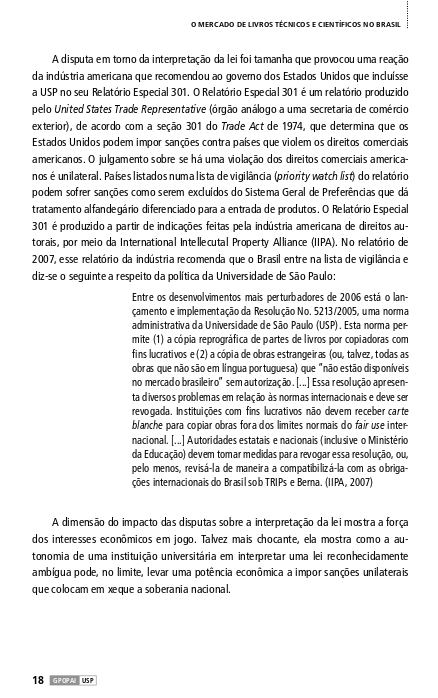 O MERCADO DE LIVROS TÉCNICOS E CIENTÍFICOS NO BRASIL
A disputa em torno da interpretação da lei foi tamanha que provocou uma reação
da indústria americana que recomendou ao governo dos Estados Unidos que incluísse
a USP no seu Relatório Especial 301. O Relatório Especial 301 é um relatório produzido
pelo United States Trade Representative (órgão análogo a uma secretaria de comércio
exterior), de acordo com a seção 301 do Trade Act de 1974, que determina que os
Estados Unidos podem impor sanções contra países que violem os direitos comerciais
americanos. O julgamento sobre se há uma violação dos direitos comerciais america-
nos é unilateral. Países listados numa lista de vigilância (priority watch list) do relatório
podem sofrer sanções como serem excluídos do Sistema Geral de Preferências que dá
tratamento alfandegário diferenciado para a entrada de produtos. O Relatório Especial
301 é produzido a partir de indicações feitas pela indústria americana de direitos au-
torais, por meio da International Intellecutal Property Alliance (IIPA). No relatório de
2007, esse relatório da indústria recomenda que o Brasil entre na lista de vigilância e
diz-se o seguinte a respeito da política da Universidade de São Paulo:
Entre os desenvolvimentos mais perturbadores de 2006 está o lan-
çamento e implementação da Resolução No. 5213/2005, uma norma
administrativa da Universidade de São Paulo (USP). Esta norma per-
mite (1) a cópia reprográfica de partes de livros por copiadoras com
fins lucrativos e (2) a cópia de obras estrangeiras (ou, talvez, todas as
obras que não são em língua portuguesa) que "não estão disponíveis
no mercado brasileiro" sem autorização. [...] Essa resolução apresen-
ta diversos problemas em relação às normas internacionais e deve ser
revogada. Instituições com fins lucrativos não devem receber carte
blanche para copiar obras fora dos limites normais do fair use inter-
nacional. [...] Autoridades estatais e nacionais (inclusive o Ministério
da Educação) devem tomar medidas para revogar essa resolução, ou,
pelo menos, revisá-la de maneira a compatibilizá-la com as obriga-
ções internacionais do Brasil sob TRIPs e Berna. (IIPA, 2007)
A dimensão do impacto das disputas sobre a interpretação da lei mostra a força
dos interesses econômicos em jogo. Talvez mais chocante, ela mostra como a au-
tonomia de uma instituição universitária em interpretar uma lei reconhecidamente
ambígua pode, no limite, levar uma potência econômica a impor sanções unilaterais
que colocam em xeque a soberania nacional.
18 GPOPAI USP